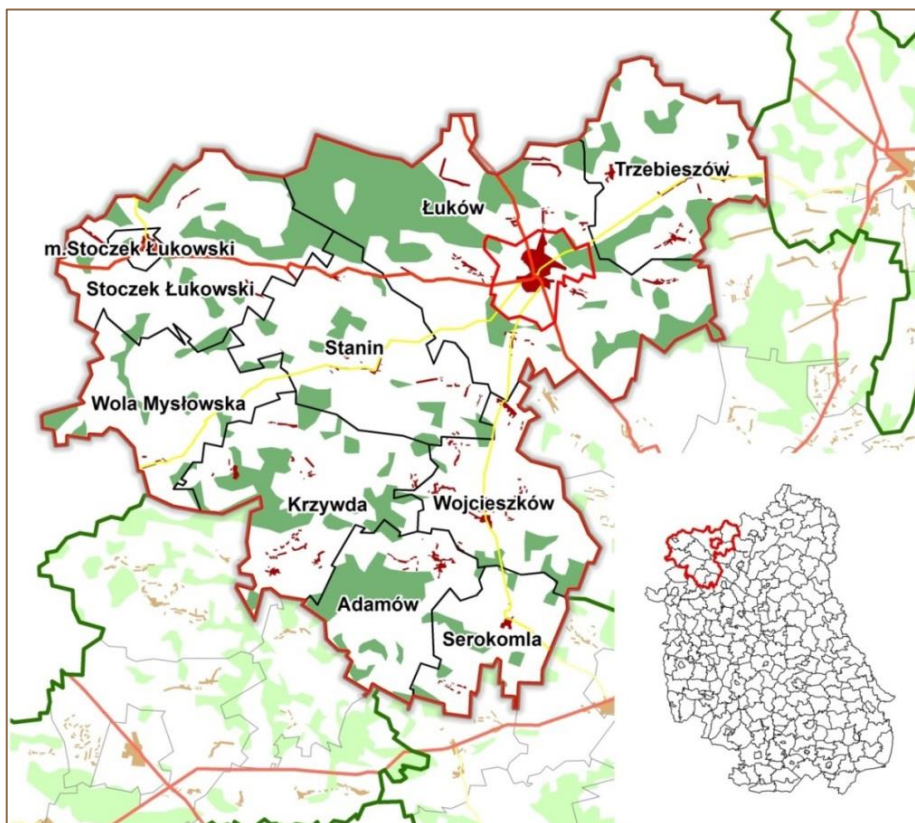 Trzebieszów
Łuków
m.Stoczek Łukowski
Stoczek Łukowski
Stanin
Wola Mysłowska
Krzywda
Wojcieszków
Adamów
Serokomla